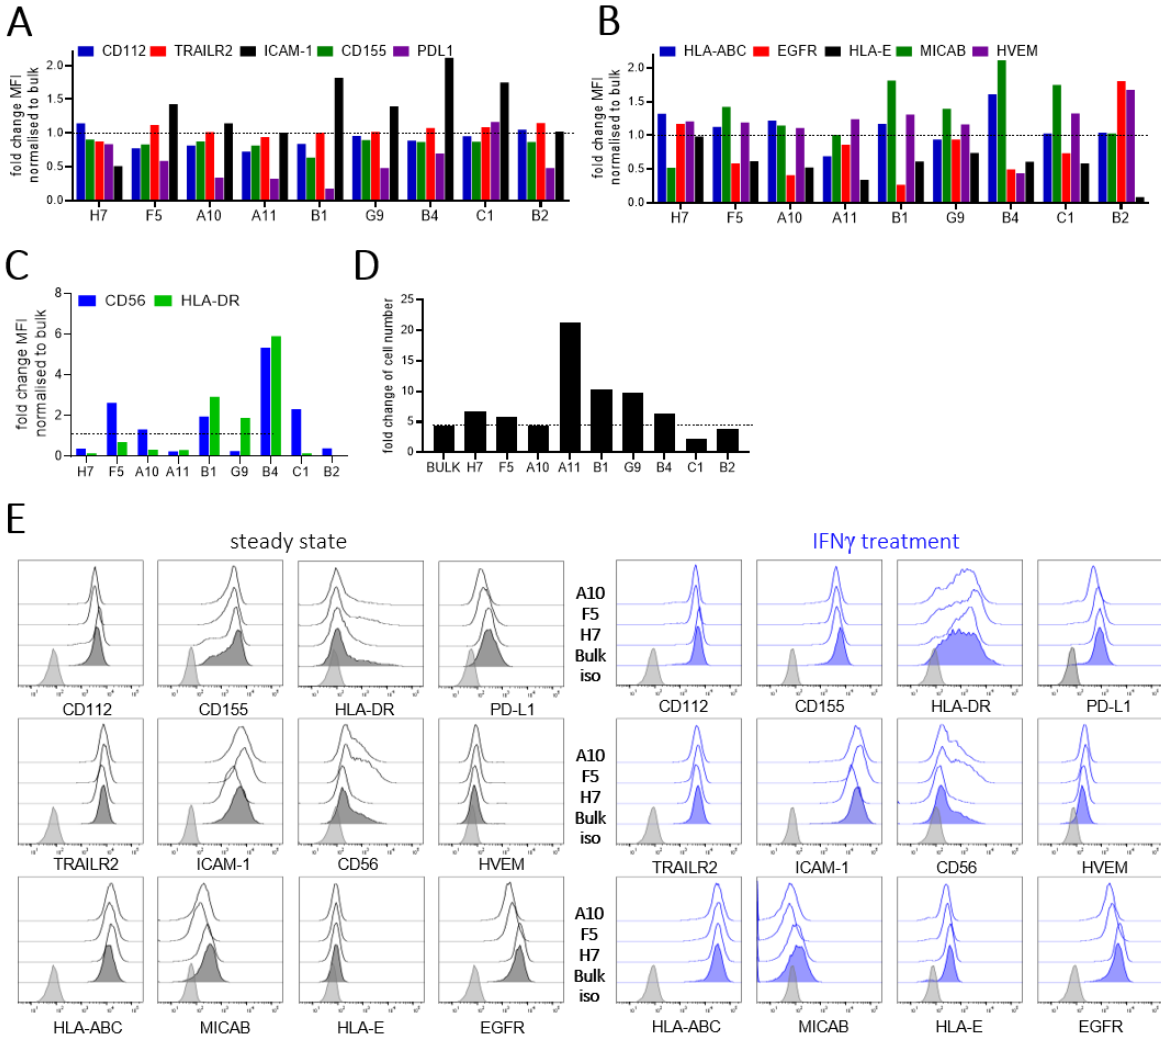 A
CD112 TRAILR2 ICAM-1 CD155 PDL1
fold change MFI
normalised to bulk
2.0
1.5
1.0
0.5
0.0
H7 F5 A10 A11 B1 G9 B4 C1 B2
B
HLA-ABC EGFR HLA-E MICAB HVEM
fold change MFI
normalised to bulk
2.0
1.5
1.0
0.5
0.0
H7 F5 A10 A11 B1 G9 B4 C1 B2
C
CD56 HLA-DR
fold change MFI
normalised to bulk
8
6
4
2
0
H7 F5 A10 A11 B1 G9 B4 C1 B2
D
fold change of cell number
25
20
15
10
5
0
BULK H7 F5 A10 A11 B1 G9 B4 C1 B2
E
steady state IFNγ treatment
A10
F5
H7
Bulk
iso
CD112 CD155 HLA-DR PD-L1 CD112 CD155 HLA-DR PD-L1
A10
F5
H7
Bulk
iso
TRAILR2 ICAM-1 CD56 HVEM TRAILR2 ICAM-1 CD56 HVEM
A10
F5
H7
Bulk
iso
HLA-ABC MICAB HLA-E EGFR HLA-ABC MICAB HLA-E EGFR